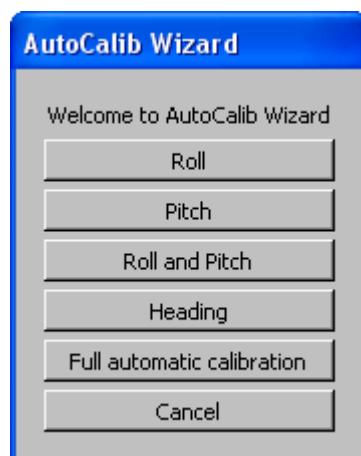 AutoCalib Wizard
Welcome to AutoCalib Wizard
Roll
Pitch
Roll and Pitch
Heading
Full automatic calibration
Cancel